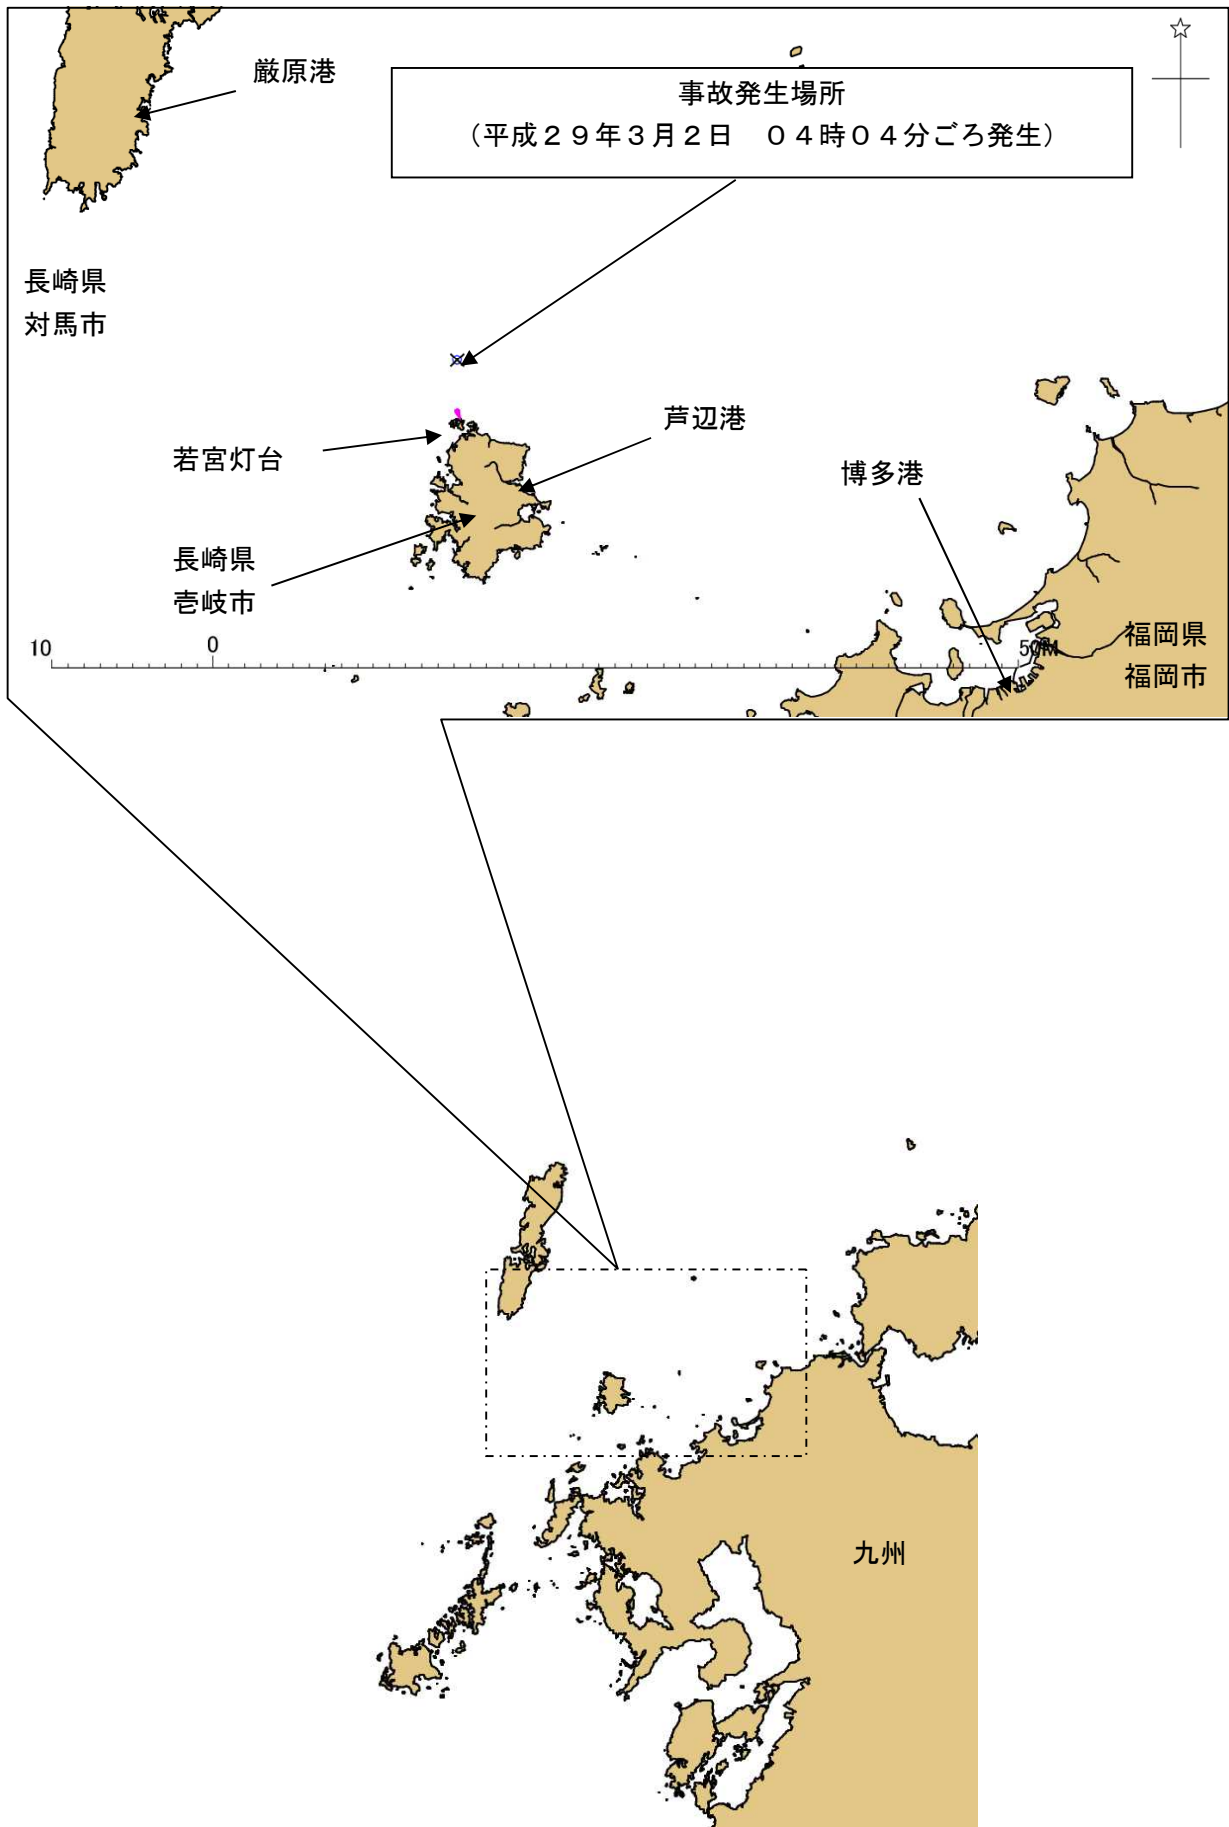 厳原港
事故発生場所
（平成２９年３月２日　０４時０４分ごろ発生）
長崎県
対馬市
芦辺港
若宮灯台
博多港
長崎県
壱岐市
福岡県
福岡市
10
0
50M
九州